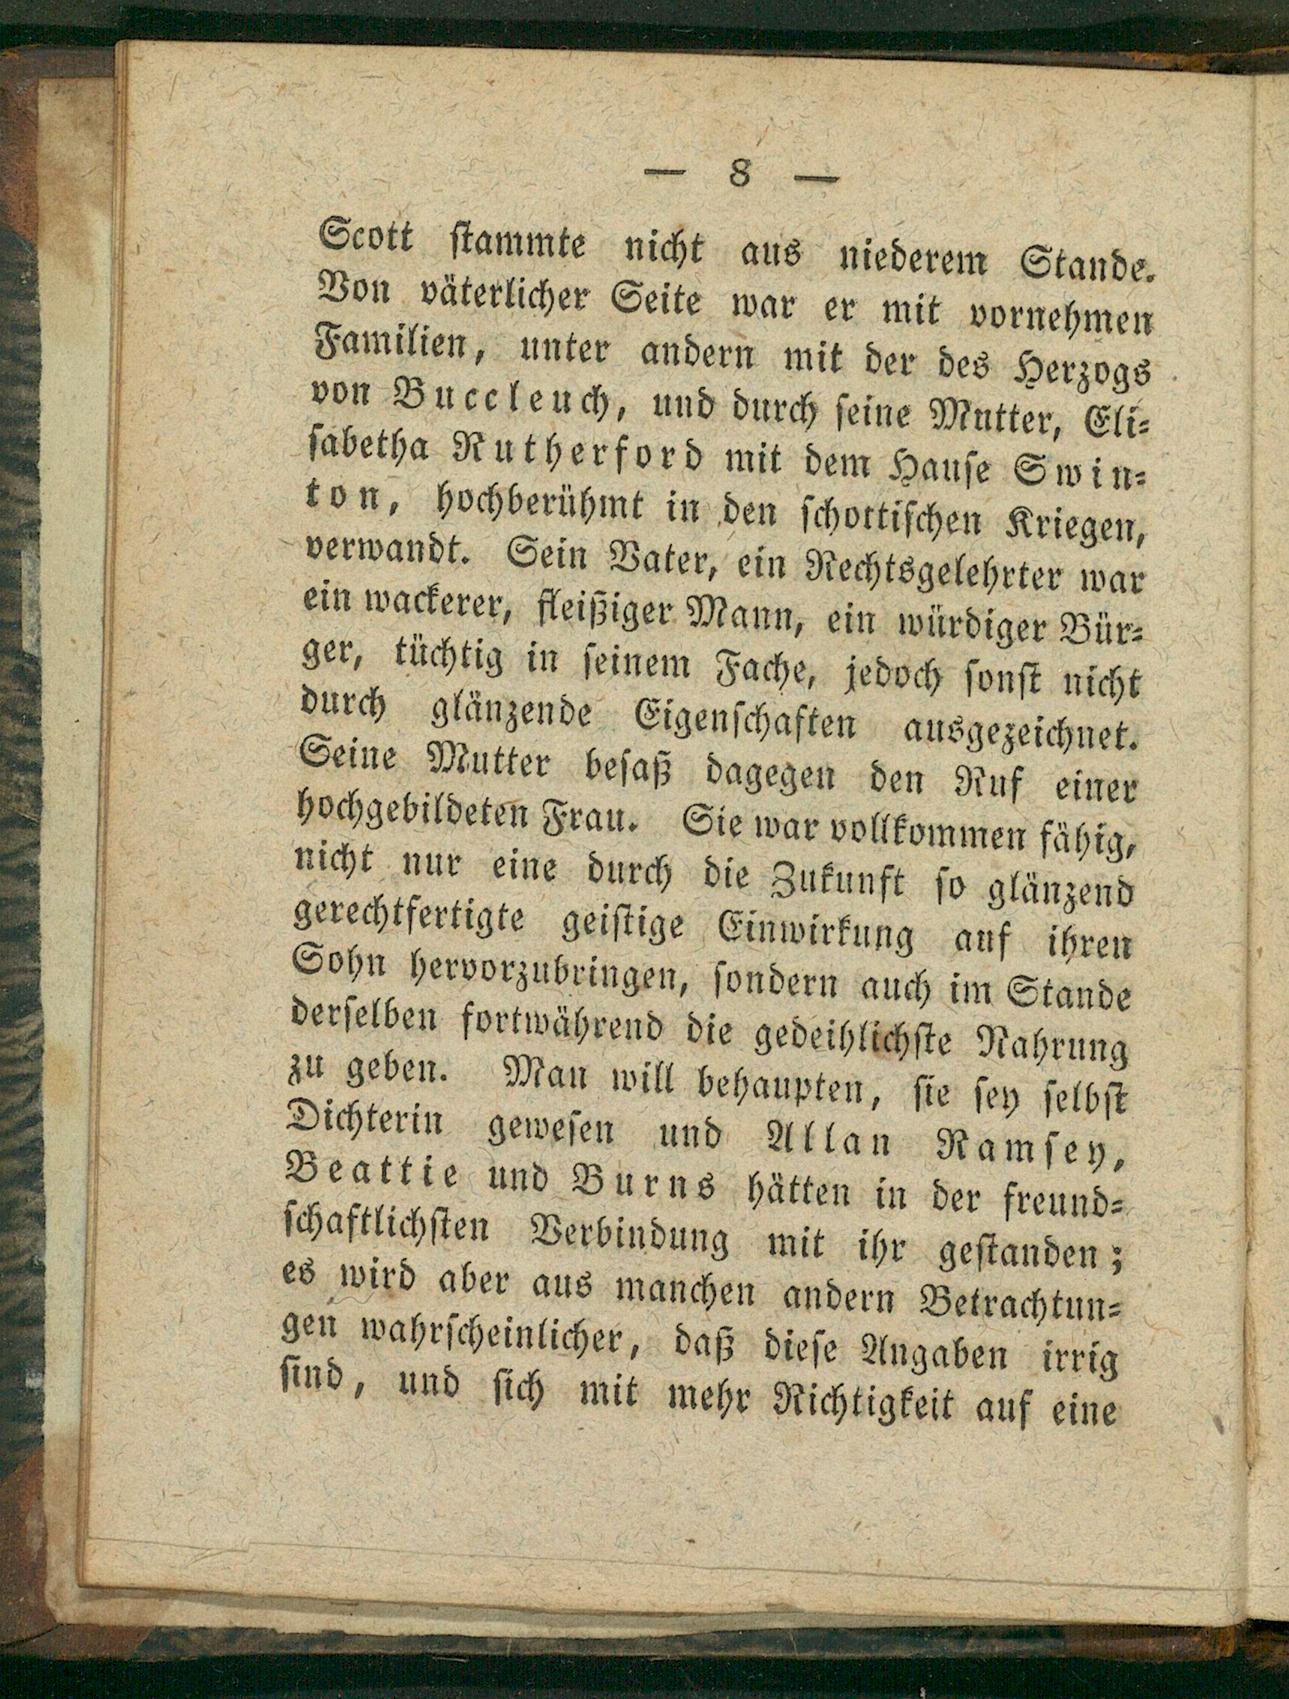 — 8 —
Scott stammte nicht aus niederem Stande.
Von väterlicher Seite war er mit vornehmen
Familien, unter andern mit der des Herzogs
von Buccleuch, und durch seine Mutter, Eli-
sabetha Rutherford mit dem Hause Swin-
ton, hochberühmt in den schottischen Kriegen,
verwandt. Sein Vater, ein Rechtsgelehrter war
ein wackerer, fleißiger Mann, ein würdiger Bür-
ger, tüchtig in seinem Fache, jedoch sonst nicht
durch glänzende Eigenschaften ausgezeichnet.
Seine Mutter besaß dagegen den Ruf einer
hochgebildeten Frau. Sie war vollkommen fähig,
nicht nur eine durch die Zukunft so glänzend
gerechtfertigte geistige Einwirkung auf ihren
Sohn hervorzubringen, sondern auch im Stande
derselben fortwährend die gedeihlichste Nahrung
zu geben. Man will behaupten, sie sey selbst
Dichterin gewesen und Allan Ramsey,
Beattie und Burns hätten in der freund-
schaftlichsten Verbindung mit ihr gestanden;
es wird aber aus manchen andern Betrachtun-
gen wahrscheinlicher, daß diese Angaben irrig
sind, und sich mit mehr Richtigkeit auf eine